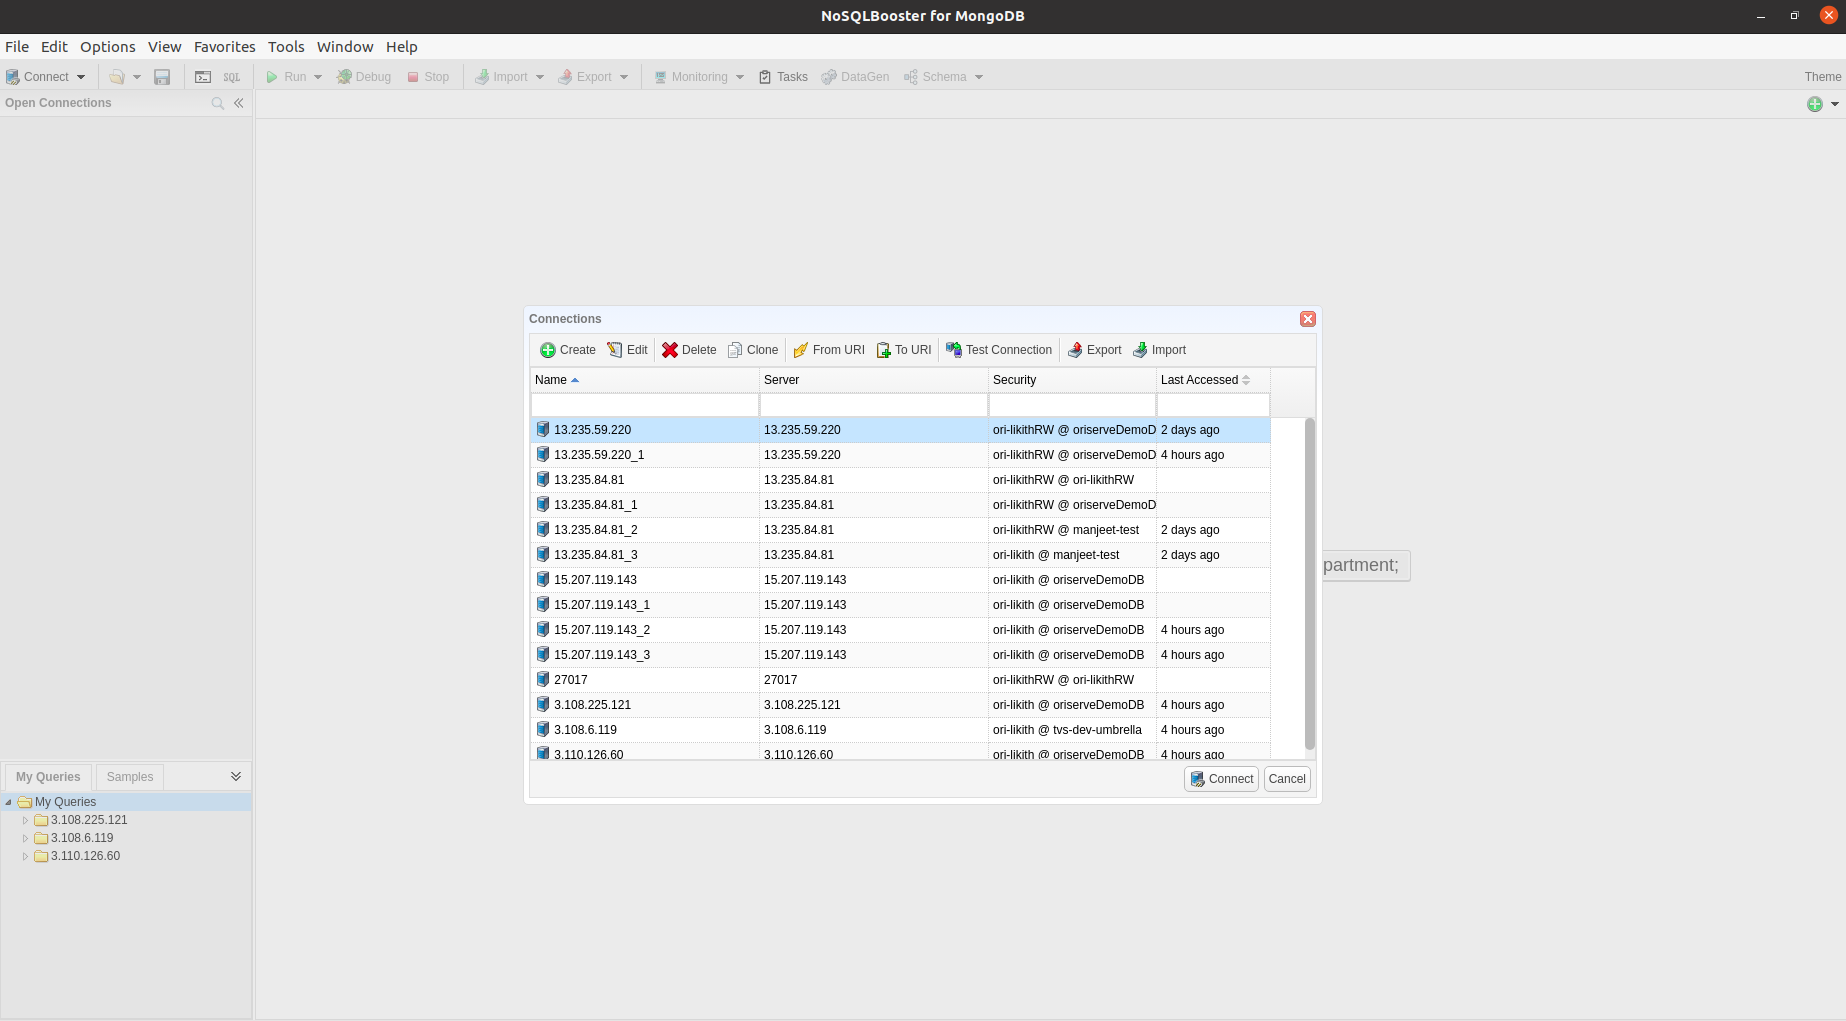 NoSQLBooster for MongoDB
File Edit Options View Favorites Tools Window Help
Connect SQL Run Debug Stop Import Export Monitoring Tasks DataGen Schema Theme
Open Connections
Connections
Create Edit Delete Clone From URI To URI Test Connection Export Import
Name Server Security Last Accessed
13.235.59.220 13.235.59.220 ori-likithRW @ oriserveDemoD 2 days ago
13.235.59.220_1 13.235.59.220 ori-likithRW @ oriserveDemoD 4 hours ago
13.235.84.81 13.235.84.81 ori-likithRW @ ori-likithRW
13.235.84.81_1 13.235.84.81 ori-likithRW @ oriserveDemoD
13.235.84.81_2 13.235.84.81 ori-likithRW @ manjeet-test 2 days ago
13.235.84.81_3 13.235.84.81 ori-likith @ manjeet-test 2 days ago
partment;
15.207.119.143 15.207.119.143 ori-likith @ oriserveDemoDB
15.207.119.143_1 15.207.119.143 ori-likith @ oriserveDemoDB
15.207.119.143_2 15.207.119.143 ori-likith @ oriserveDemoDB 4 hours ago
15.207.119.143_3 15.207.119.143 ori-likith @ oriserveDemoDB 4 hours ago
27017 27017 ori-likithRW @ ori-likithRW
3.108.225.121 3.108.225.121 ori-likith @ oriserveDemoDB 4 hours ago
3.108.6.119 3.108.6.119 ori-likith @ tvs-dev-umbrella 4 hours ago
3.110.126.60 3.110.126.60 ori-likith @ oriserveDemoDB 4 hours ago
Connect Cancel
My Queries Samples
My Queries
3.108.225.121
3.108.6.119
3.110.126.60